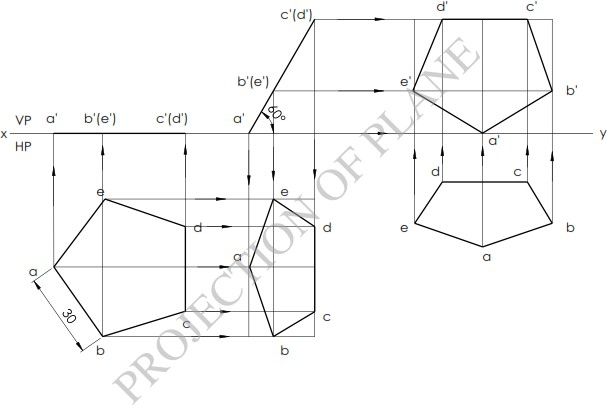 c'(d') d' c'
b'(e') e' b'
VP a' b'(e') c'(d') a' 60° a'
x y
HP
d c
e e e b
d d a
a a
c c
30
b b
PROJECTION OF PLANE